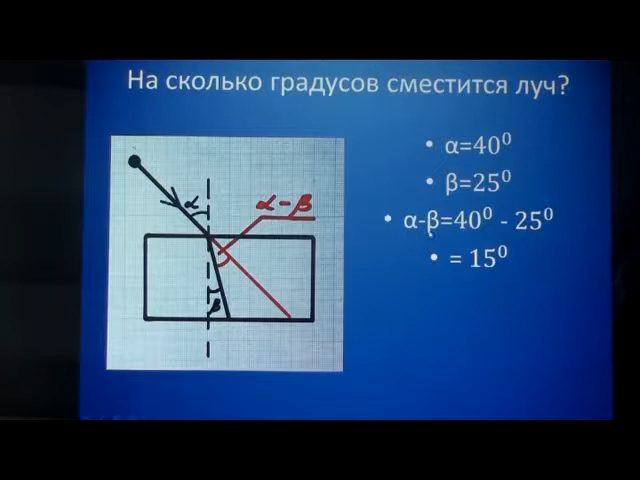 На сколько градусов сместится луч?
α
α - β
β
• α=40⁰
• β=25⁰
• α-β=40⁰ - 25⁰
• = 15⁰